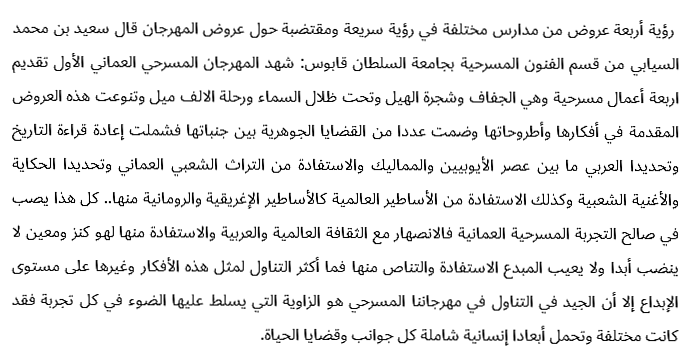 رؤية أربعة عروض من مدارس مختلفة في رؤية سريعة ومقتضبة حول عروض المهرجان قال سعيد بن محمد
السيابي من قسم الفنون المسرحية بجامعة السلطان قابوس: شهد المهرجان المسرحي العماني الأول تقديم
اربعة أعمال مسرحية وهي الجفاف وشجرة الهيل وتحت ظلال السماء ورحلة الالف ميل وتنوعت هذه العروض
المقدمة في أفكارها وأطروحاتها وضمت عددا من القضايا الجوهرية بين جنباتها فشملت إعادة قراءة التاريخ
وتحديدا العربي ما بين عصر الأيوبيين والمماليك والاستفادة من التراث الشعبي العماني وتحديدا الحكاية
والأغنية الشعبية وكذلك الاستفادة من الأساطير العالمية كالأساطير الإغريقية والرومانية منها.. كل هذا يصب
في صالح التجربة المسرحية العمانية فالانصهار مع الثقافة العالمية والعربية والاستفادة منها لهو كنز ومعين لا
ينضب أبدا ولا يعيب المبدع الاستفادة والتناص منها فما أكثر التناول لمثل هذه الأفكار وغيرها على مستوى
الإبداع إلا أن الجيد في التناول في مهرجاننا المسرحي هو الزاوية التي يسلط عليها الضوء في كل تجربة فقد
كانت مختلفة وتحمل أبعادا إنسانية شاملة كل جوانب وقضايا الحياة.